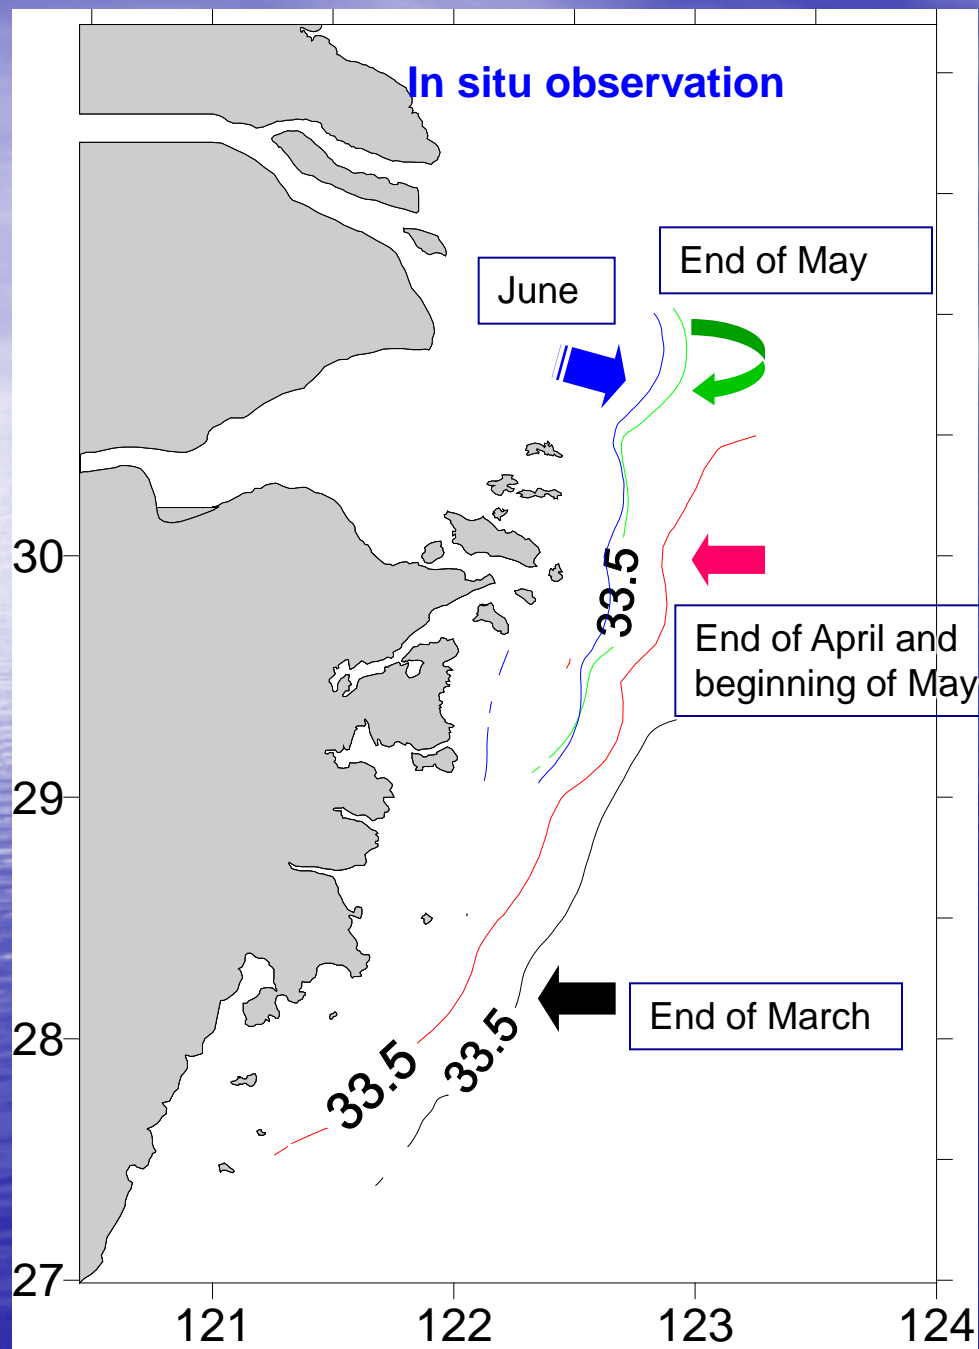 In situ observation
End of May
June
30
33.5
End of April and
beginning of May
29
End of March
28
33.5
33.5
27
121
122
123
124